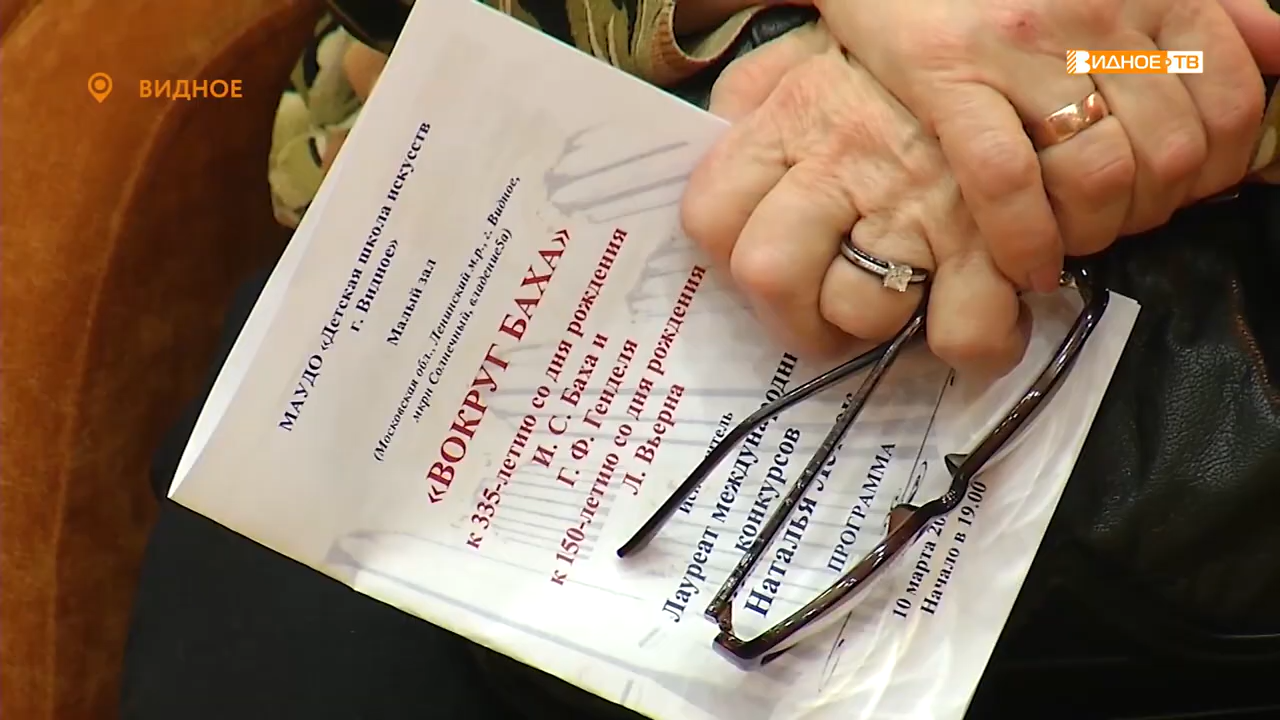 ВИДНОЕ
ВИДНОЕ ТВ
МАУДО «Детская школа искусств
г. Видное»
Малый зал
(Московская обл., Ленинский м.р., г. Видное,
мкрн Солнечный, владение5а)
«ВОКРУГ БАХА»
к 335-летию со дня рождения
И. С. Баха и
Г. Ф. Генделя
к 150-летию со дня рождения
Л. Вьерна
Лауреат
конкурсов
Наталья
ПРОГРАММА
10 марта
Начало в 19.00